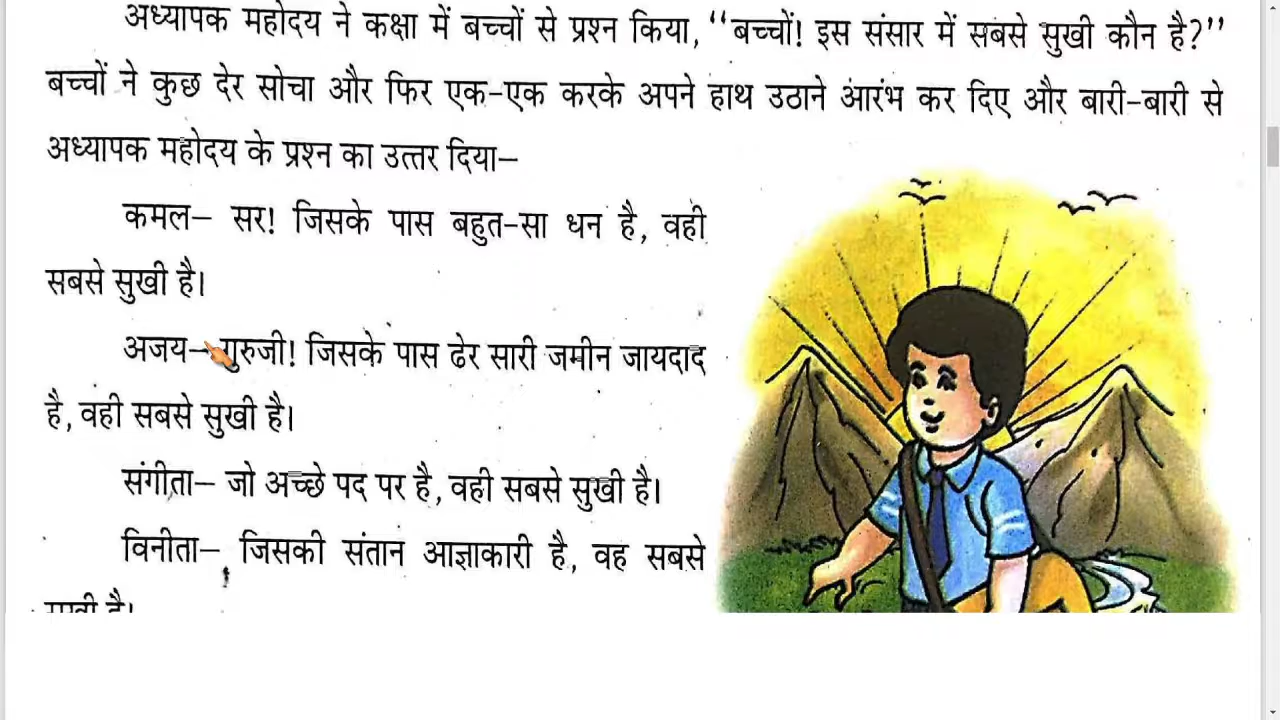 अध्यापक महोदय ने कक्षा में बच्चों से प्रश्न किया, “बच्चों! इस संसार में सबसे सुखी कौन है?”
बच्चों ने कुछ देर सोचा और फिर एक-एक करके अपने हाथ उठाने आरंभ कर दिए और बारी-बारी से
अध्यापक महोदय के प्रश्न का उत्तर दिया–
कमल– सर! जिसके पास बहुत-सा धन है, वही
सबसे सुखी है।
अजय– गुरुजी! जिसके पास ढेर सारी जमीन जायदाद
है, वही सबसे सुखी है।
संगीता– जो अच्छे पद पर है, वही सबसे सुखी है।
विनीता– जिसकी संतान आज्ञाकारी है, वह सबसे